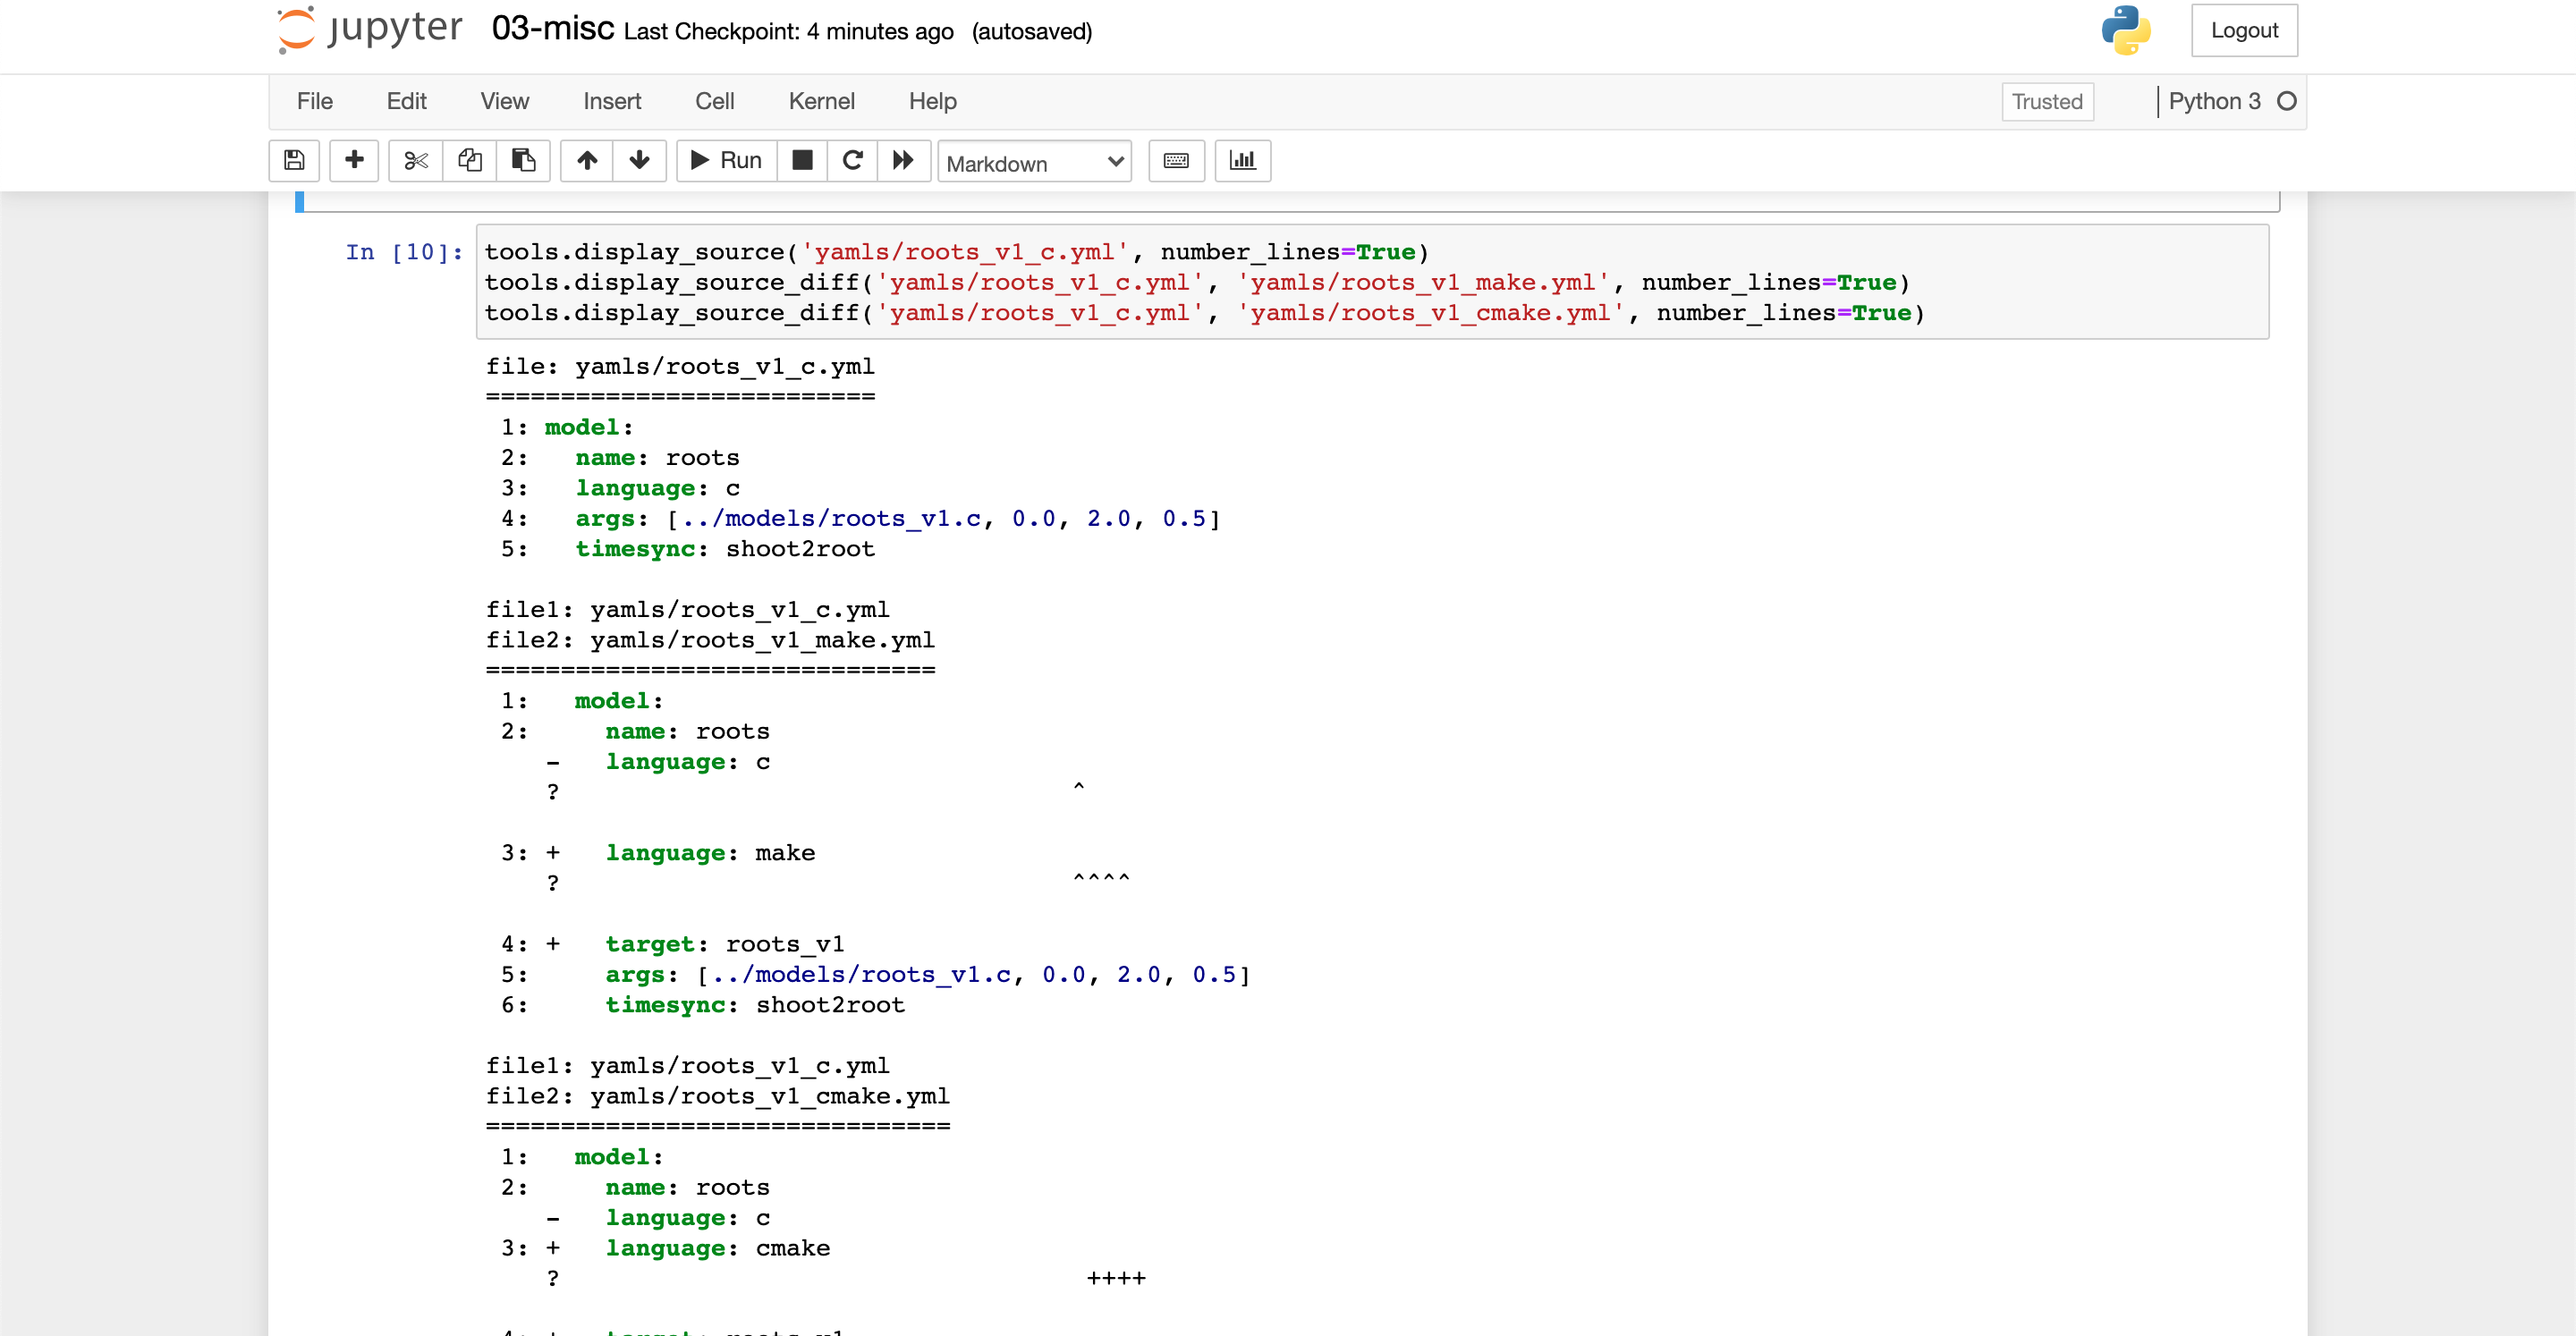 jupyter 03-misc Last Checkpoint: 4 minutes ago (autosaved) Logout
File Edit View Insert Cell Kernel Help Trusted Python 3
Run Markdown
In [10]: tools.display_source('yamls/roots_v1_c.yml', number_lines=True)
tools.display_source_diff('yamls/roots_v1_c.yml', 'yamls/roots_v1_make.yml', number_lines=True)
tools.display_source_diff('yamls/roots_v1_c.yml', 'yamls/roots_v1_cmake.yml', number_lines=True)
file: yamls/roots_v1_c.yml
==========================
1: model:
2:   name: roots
3:   language: c
4:   args: [../models/roots_v1.c, 0.0, 2.0, 0.5]
5:   timesync: shoot2root
file1: yamls/roots_v1_c.yml
file2: yamls/roots_v1_make.yml
==============================
1:   model:
2:     name: roots
-   language: c
?                                  ^
3: +   language: make
?                                  ^^^^
4: +   target: roots_v1
5:     args: [../models/roots_v1.c, 0.0, 2.0, 0.5]
6:     timesync: shoot2root
file1: yamls/roots_v1_c.yml
file2: yamls/roots_v1_cmake.yml
===============================
1:   model:
2:     name: roots
-   language: c
3: +   language: cmake
?                                   ++++
4: +   target: roots_v1